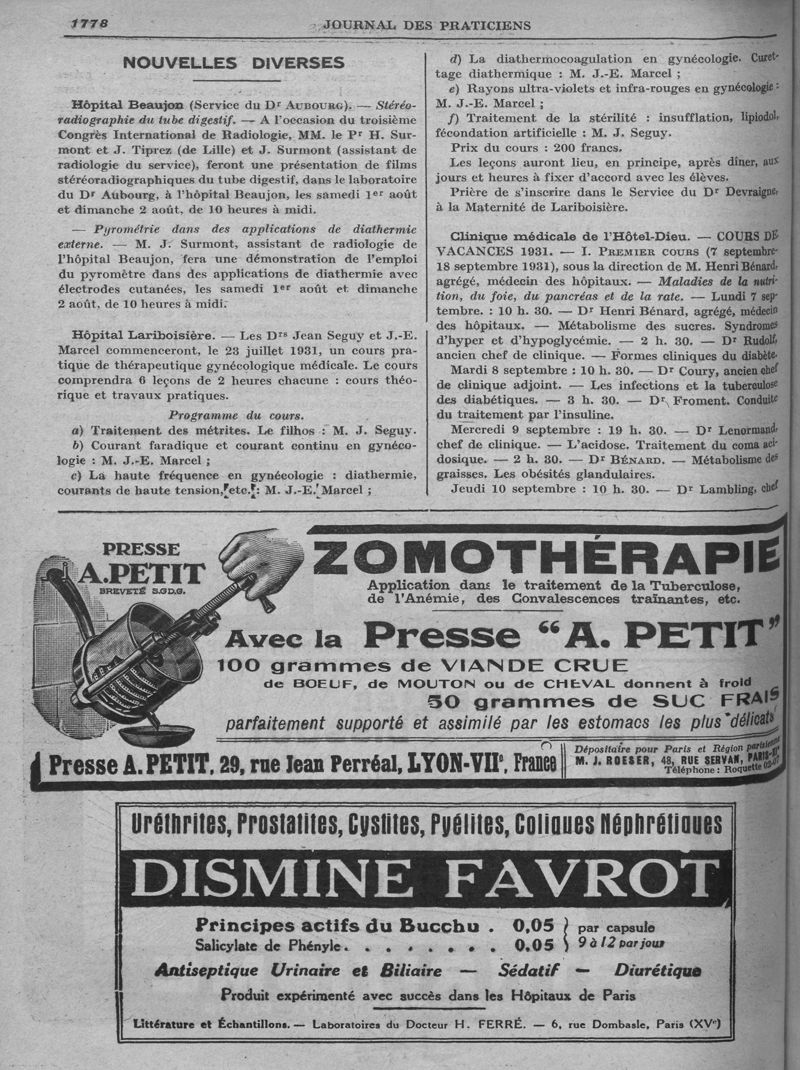 1778
JOURNAL DES PRATICIENS
NOUVELLES DIVERSES
Hôpital Beaujon (Service du Dr AUBOURG). — Stéréo-
radiographie du tube digestif. — A l'occasion du troisième
Congrès International de Radiologie, MM. le Pr H. Sur-
mont et J. Tiprez (de Lille) et J. Surmont (assistant de
radiologie du service), feront une présentation de films
stéréoradiographiques du tube digestif, dans le laboratoire
du Dr Aubourg, à l'hôpital Beaujon, les samedi 1er août
et dimanche 2 août, de 10 heures à midi.
— Pyrométrie dans des applications de diathermie
externe. — M. J. Surmont, assistant de radiologie de
l'hôpital Beaujon, fera une démonstration de l'emploi
du pyromètre dans des applications de diathermie avec
électrodes cutanées, les samedi 1er août et dimanche
2 août, de 10 heures à midi.
Hôpital Lariboisière. — Les Drs Jean Seguy et J.-E.
Marcel commenceront, le 23 juillet 1931, un cours pra-
tique de thérapeutique gynécologique médicale. Le cours
comprendra 6 leçons de 2 heures chacune : cours théo-
rique et travaux pratiques.
Programme du cours.
a) Traitement des métrites. Le filhos : M. J. Seguy.
b) Courant faradique et courant continu en gynéco-
logie : M. J.-E. Marcel ;
c) La haute fréquence en gynécologie : diathermie,
courants de haute tension, etc. : M. J.-E. Marcel ;
d) La diathermocoagulation en gynécologie. Curet-
tage diathermique : M. J.-E. Marcel ;
e) Rayons ultra-violets et infra-rouges en gynécologie :
M. J.-E. Marcel ;
f) Traitement de la stérilité : insufflation, lipiodol,
fécondation artificielle : M. J. Seguy.
Prix du cours : 200 francs.
Les leçons auront lieu, en principe, après dîner, aux
jours et heures à fixer d'accord avec les élèves.
Prière de s'inscrire dans le Service du Dr Devraigne,
à la Maternité de Lariboisière.
Clinique médicale de l'Hôtel-Dieu. — COURS DE
VACANCES 1931. — I. PREMIER COURS (7 septembre-
18 septembre 1931), sous la direction de M. Henri Bénard,
agrégé, médecin des hôpitaux. — Maladies de la nutri-
tion, du foie, du pancréas et de la rate. — Lundi 7 sep-
tembre. : 10 h. 30. — Dr Henri Bénard, agrégé, médecin
des hôpitaux. — Métabolisme des sucres. Syndromes
d'hyper et d'hypoglycémie. — 2 h. 30. — Dr Rudolf,
ancien chef de clinique. — Formes cliniques du diabète.
Mardi 8 septembre : 10 h. 30. — Dr Coury, ancien chef
de clinique adjoint. — Les infections et la tuberculose
des diabétiques. — 3 h. 30. — Dr Froment. Conduite
du traitement par l'insuline.
Mercredi 9 septembre : 19 h. 30. — Dr Lenormand,
chef de clinique. — L'acidose. Traitement du coma aci-
dosique. — 2 h. 30. — Dr BÉNARD. — Métabolisme des
graisses. Les obésités glandulaires.
Jeudi 10 septembre : 10 h. 30. — Dr Lambling, chef
PRESSE
A. PETIT
BREVETÉ S.G.D.G.
ZOMOTHÉRAPIE
Application dans le traitement de la Tuberculose,
de l'Anémie, des Convalescences traînantes, etc.
Avec la Presse "A. PETIT"
100 grammes de VIANDE CRUE
de BOEUF, de MOUTON ou de CHEVAL donnent à froid
50 grammes de SUC FRAIS
parfaitement supporté et assimilé par les estomacs les plus délicats
Presse A. PETIT, 29, rue Jean Perréal, LYON-VIIe, France
Dépositaire pour Paris et Région parisienne
M. J. ROESER, 48, RUE SERVAN, PARIS-
Téléphone : Roquette
Uréthrites, Prostatites, Cystites, Pyélites, Coliques Néphrétiques
DISMINE FAVROT
Principes actifs du Bucchu . 0,05 } par capsule
Salicylate de Phényle. . . . . . . . 0.05 } 9 à 12 par jour
Antiseptique Urinaire et Biliaire — Sédatif — Diurétique
Produit expérimenté avec succès dans les Hôpitaux de Paris
Littérature et Échantillons. — Laboratoires du Docteur H. FERRÉ. — 6, rue Dombasle, Paris (XVe)